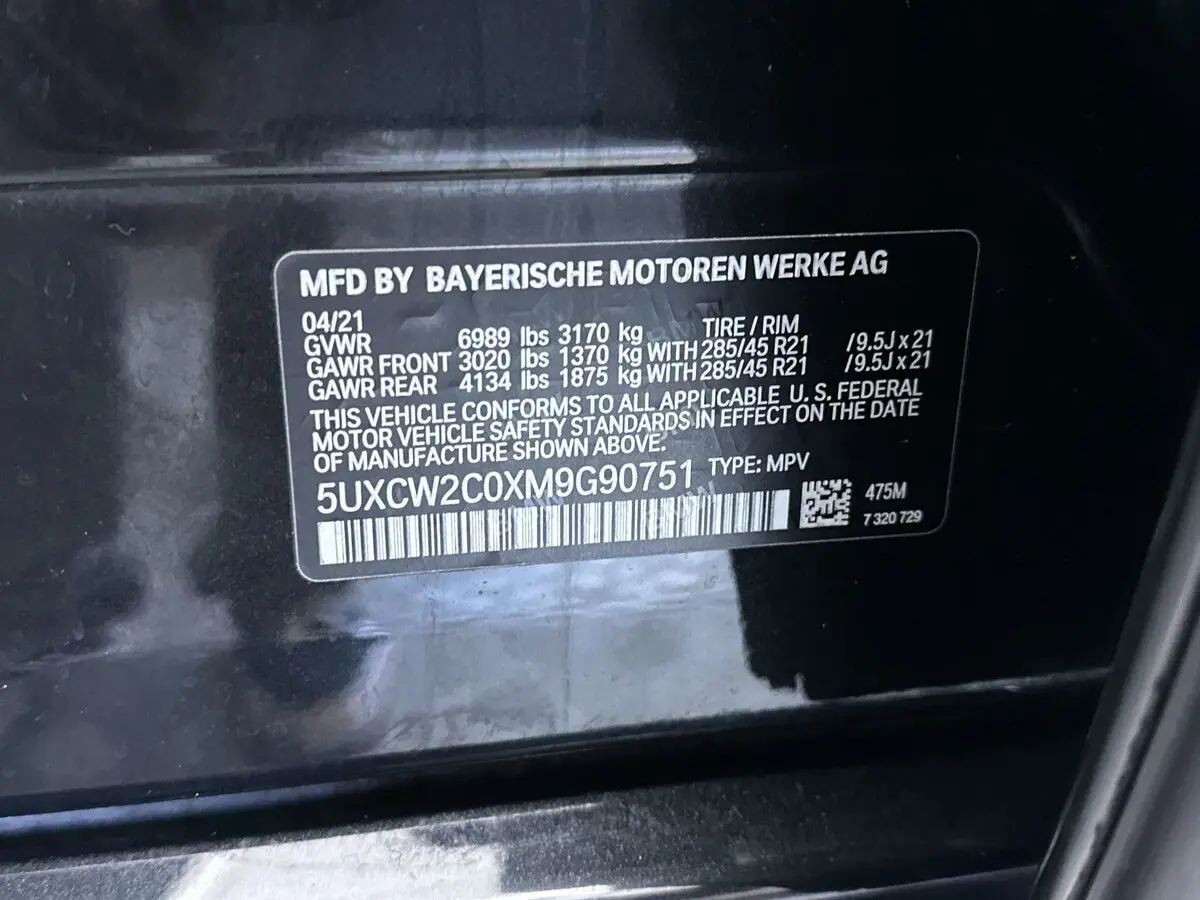 MFD BY BAYERISCHE MOTOREN WERKE AG
04/21
GVWR 6989 lbs 3170 kg TIRE / RIM
GAWR FRONT 3020 lbs 1370 kg WITH 285/45 R21 /9.5J x 21
GAWR REAR 4134 lbs 1875 kg WITH 285/45 R21 /9.5J x 21
THIS VEHICLE CONFORMS TO ALL APPLICABLE U. S. FEDERAL
MOTOR VEHICLE SAFETY STANDARDS IN EFFECT ON THE DATE
OF MANUFACTURE SHOWN ABOVE.
5UXCW2C0XM9G90751 TYPE: MPV
475M
7 320 729
BMW
BMW
BMW